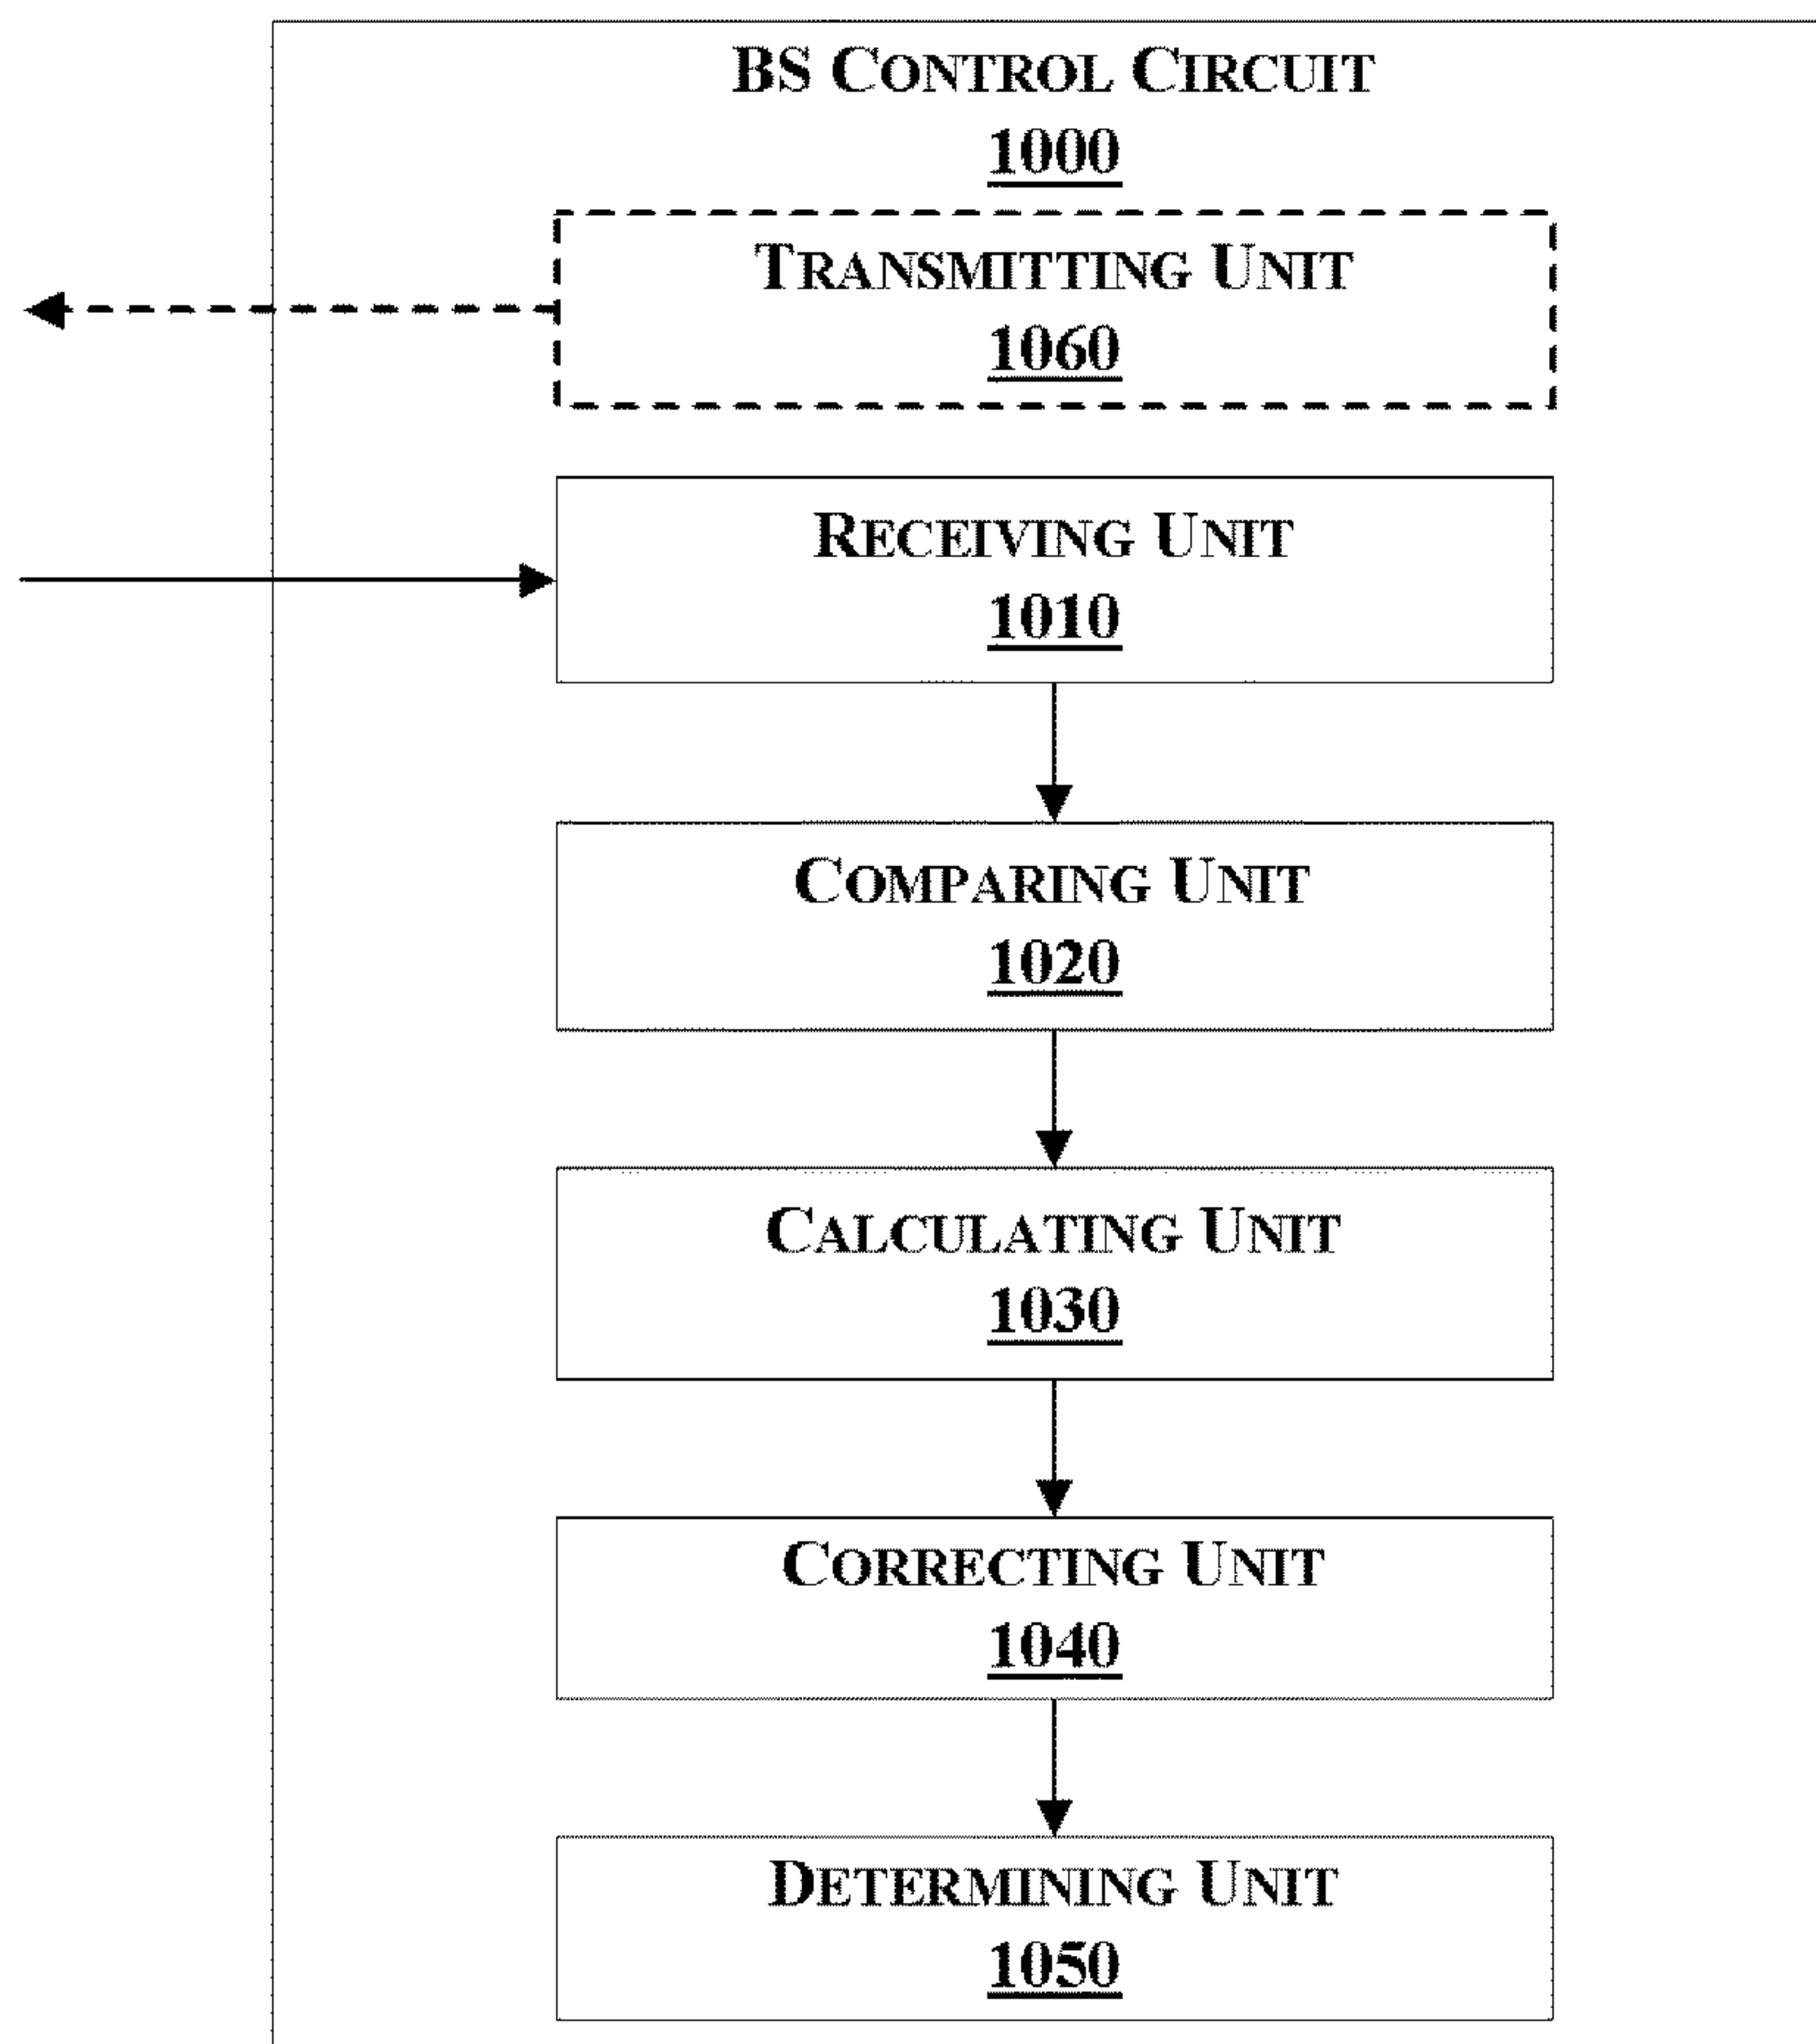 BS CONTROL CIRCUIT
1000
TRANSMITTING UNIT
1060
RECEIVING UNIT
1010
COMPARING UNIT
1020
CALCULATING UNIT
1030
CORRECTING UNIT
1040
DETERMINING UNIT
1050